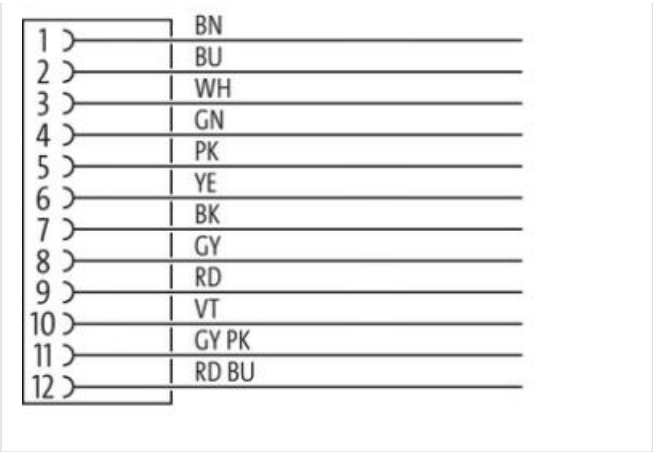 1 BN
2 BU
3 WH
4 GN
5 PK
6 YE
7 BK
8 GY
9 RD
10 VT
11 GY PK
12 RD BU